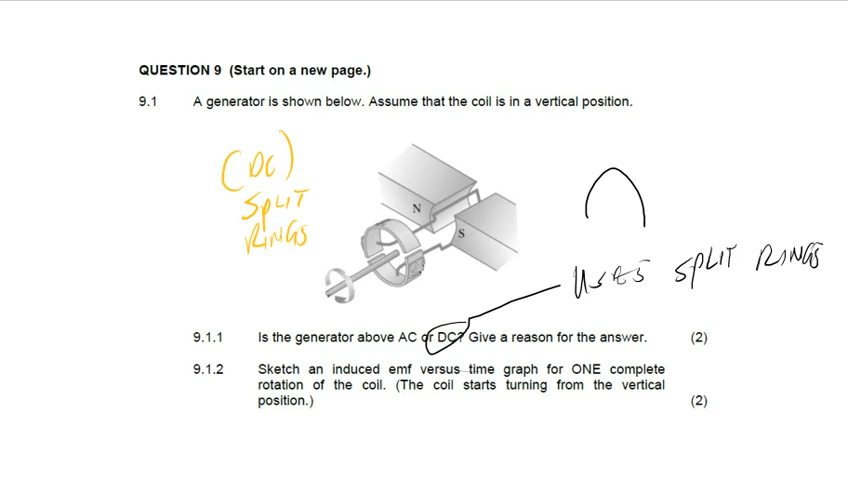 QUESTION 9 (Start on a new page.)
9.1 A generator is shown below. Assume that the coil is in a vertical position.
(DC)
SPLIT
RINGS
N
S
USES SPLIT RINGS
9.1.1 Is the generator above AC or DC? Give a reason for the answer. (2)
9.1.2 Sketch an induced emf versus time graph for ONE complete
rotation of the coil. (The coil starts turning from the vertical
position.) (2)